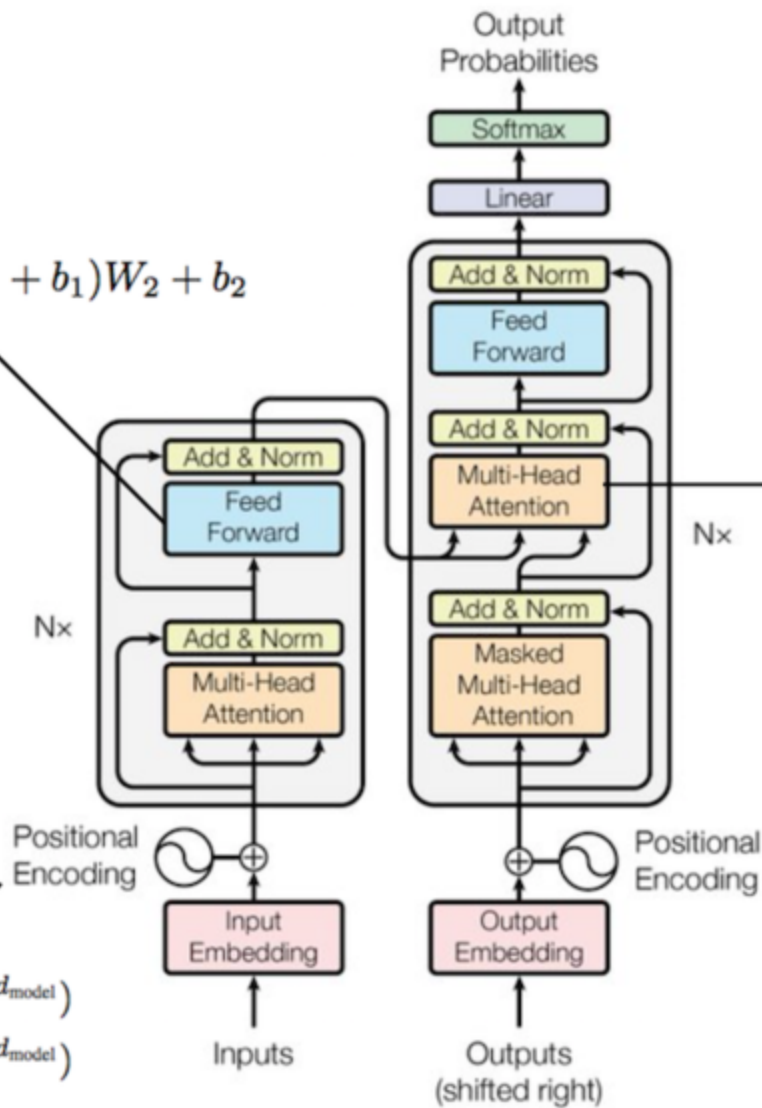 Output
Probabilities
Softmax
Linear
Add & Norm
Feed
Forward
Add & Norm
Multi-Head
Attention
Nx
Add & Norm
Masked
Multi-Head
Attention
Positional
Encoding
Output
Embedding
Outputs
(shifted right)
+ b₁)W₂ + b₂
Add & Norm
Feed
Forward
Nx
Add & Norm
Multi-Head
Attention
Positional
Encoding
Input
Embedding
Inputs
d_model)
d_model)